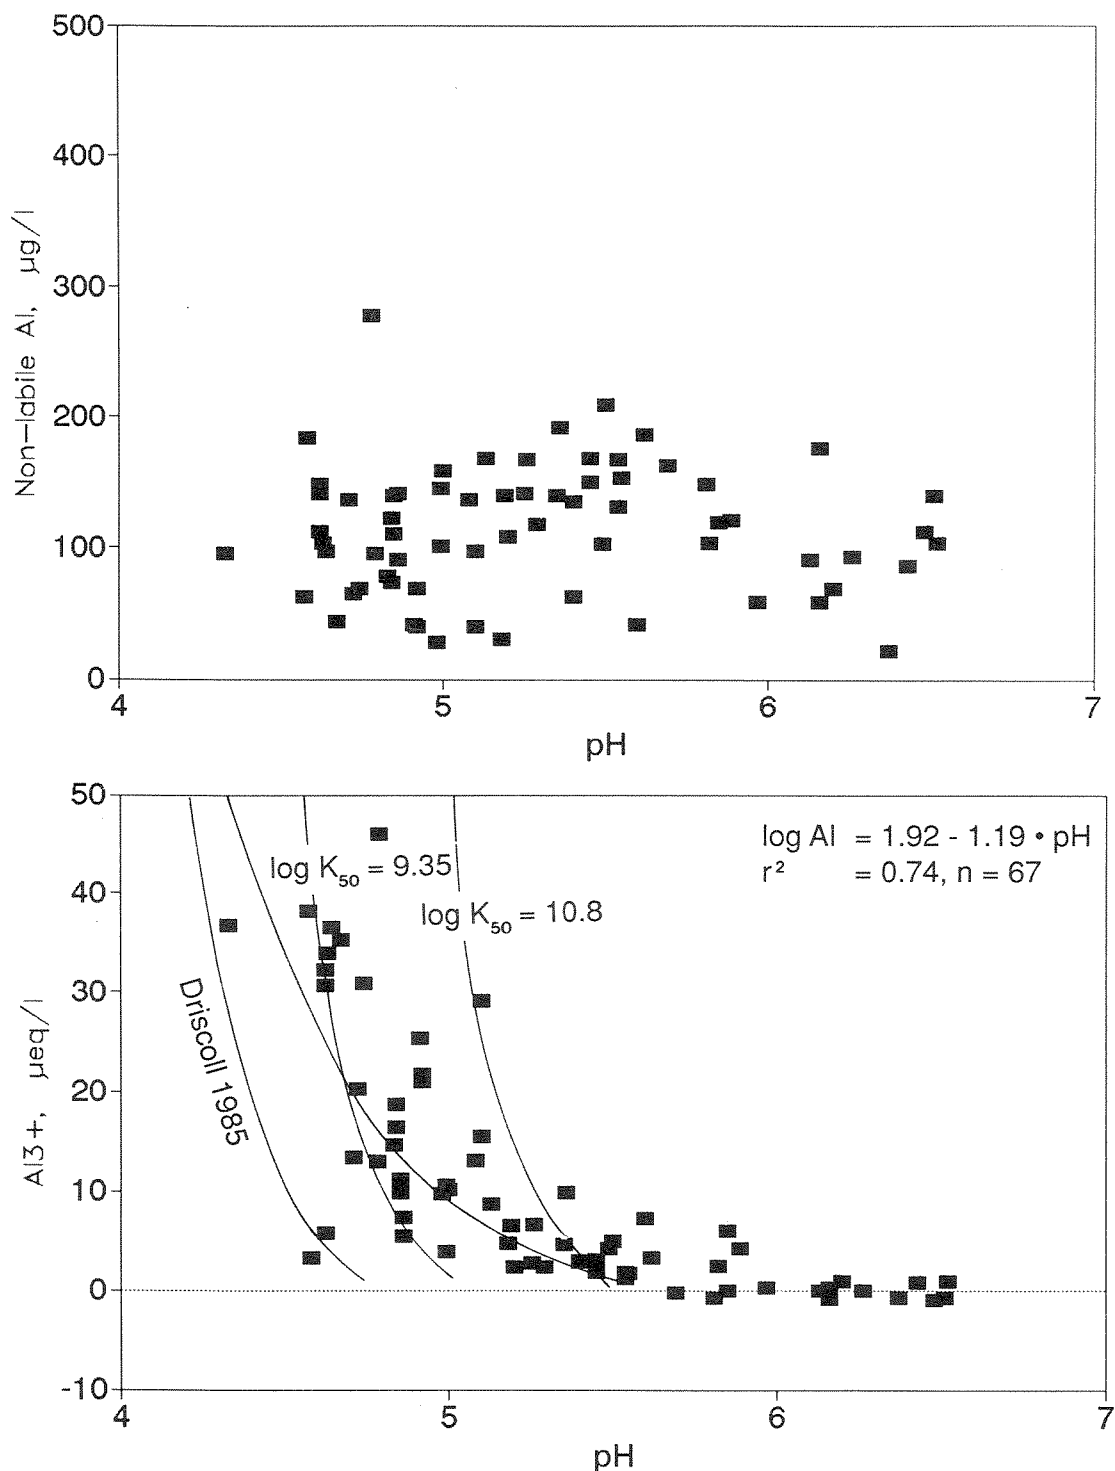 500
400
300
200
100
0
Non-labile Al, µg/l
4 5 6 7
pH
50
40
30
20
10
0
-10
Al3+, µeq/l
log Al = 1.92 - 1.19 • pH
r² = 0.74, n = 67
log K50 = 9.35
log K50 = 10.8
Driscoll 1985
4 5 6 7
pH